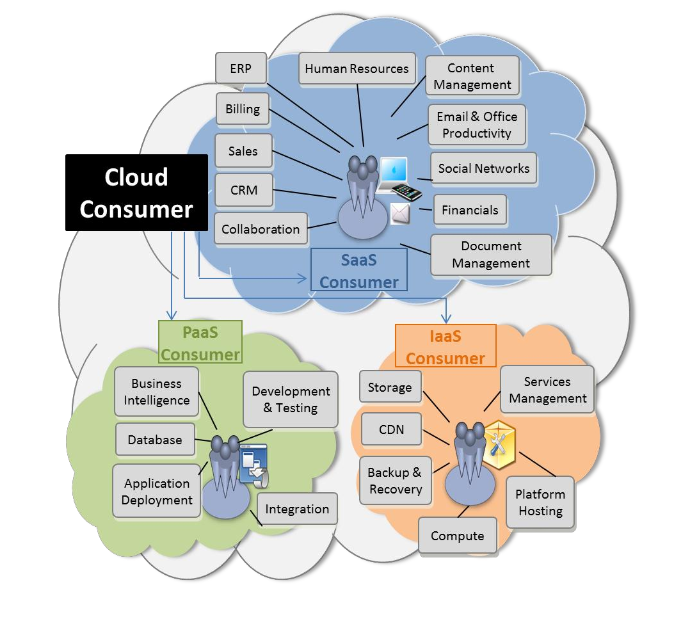 ERP
Human Resources
Content
Management
Billing
Email & Office
Productivity
Sales
Social Networks
Cloud
Consumer
CRM
Financials
Collaboration
Document
Management
SaaS
Consumer
PaaS
Consumer
IaaS
Consumer
Business
Intelligence
Development
& Testing
Database
Application
Deployment
Integration
Storage
Services
Management
CDN
Backup &
Recovery
Platform
Hosting
Compute